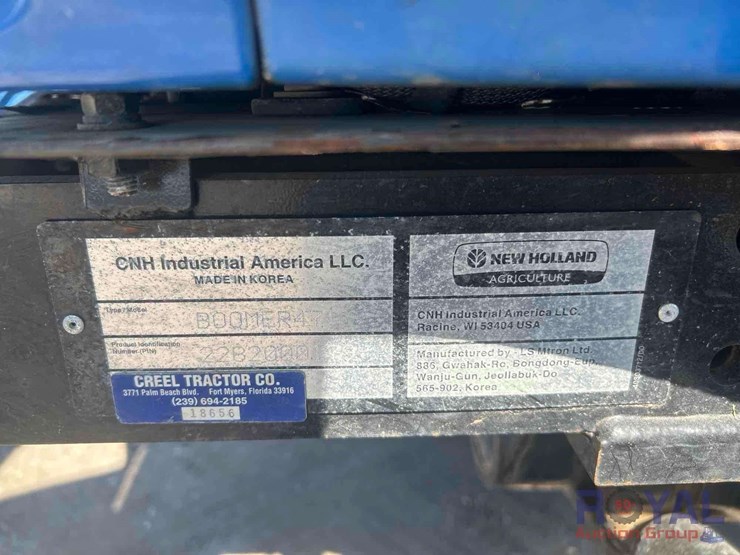 CNH Industrial America LLC.
MADE IN KOREA
Type / Model
BOOMER47
Product Identification
Number (PIN)
CREEL TRACTOR CO.
3771 Palm Beach Blvd. Fort Myers, Florida 33916
(239) 694-2185
18656
NEW HOLLAND
AGRICULTURE
CNH Industrial America LLC.
Racine, WI 53404 USA
Manufactured by : LS Mtron Ltd.
886, Gwahak-Ro, Bongdong-Eup,
Wanju-Gun, Jeollabuk-Do
565-902, Korea
ROYAL
Auction Group